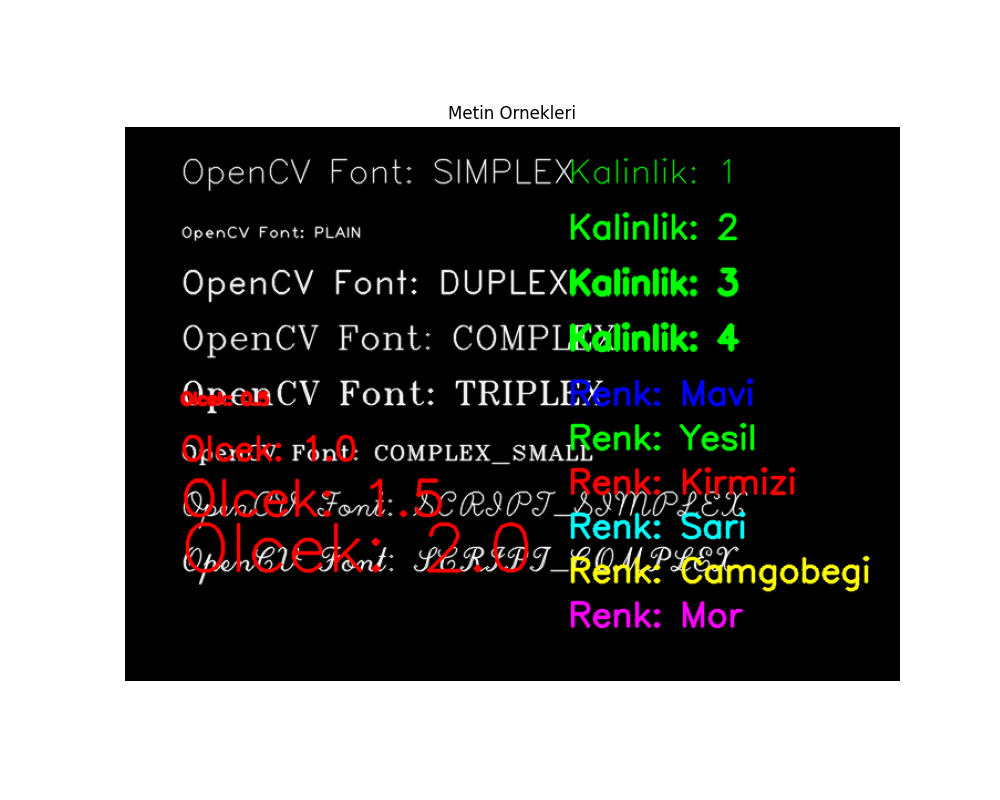 Metin Ornekleri
OpenCV Font: SIMPLEX
Kalinlik: 1
OpenCV Font: PLAIN
Kalinlik: 2
OpenCV Font: DUPLEX
Kalinlik: 3
OpenCV Font: COMPLEX
Kalinlik: 4
OpenCV Font: TRIPLEX
Renk: Mavi
Olcek: 0.5
Renk: Yesil
Olcek: 1.0
OpenCV Font: COMPLEX_SMALL
Renk: Kirmizi
Olcek: 1.5
OpenCV Font: SCRIPT_SIMPLEX
Renk: Sari
Olcek: 2.0
OpenCV Font: SCRIPT_COMPLEX
Renk: Camgobegi
Renk: Mor